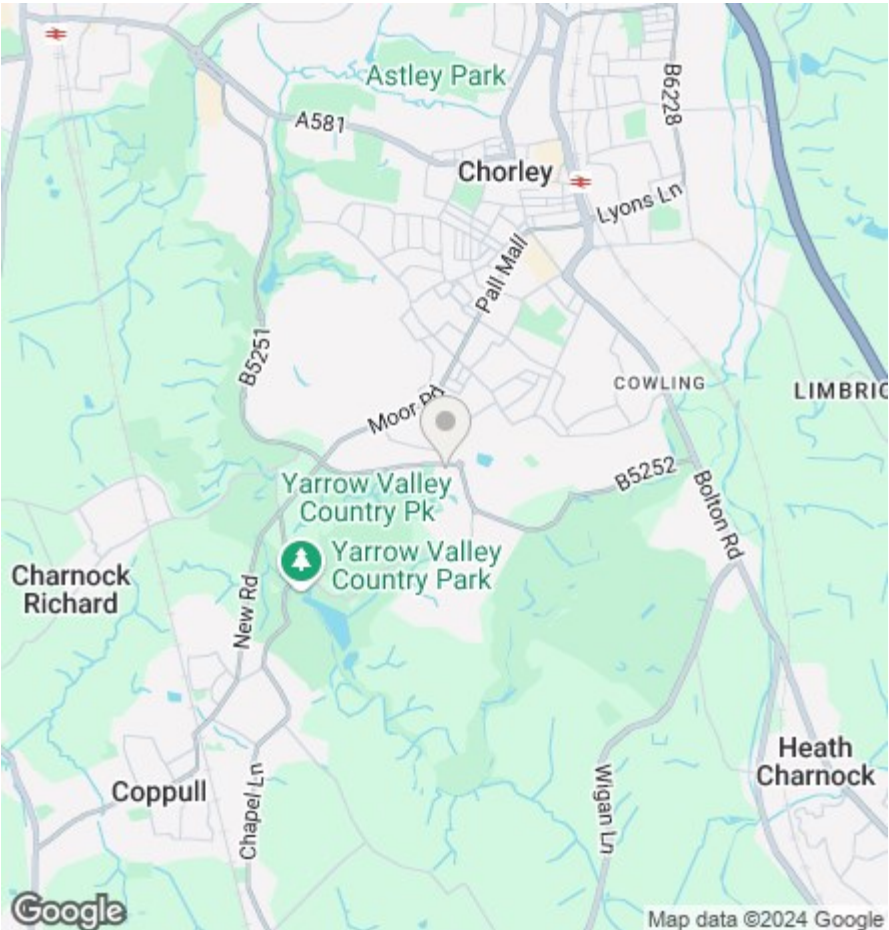 Astley Park
A581
B6228
Chorley
Lyons Ln
Pall Mall
B5251
COWLING
LIMBRIC
Moor Rd
B5252
Bolton Rd
Yarrow Valley
Country Pk
Yarrow Valley
Country Park
Charnock
Richard
New Rd
Heath
Charnock
Coppull
Chapel Ln
Wigan Ln
Google
Map data ©2024 Google